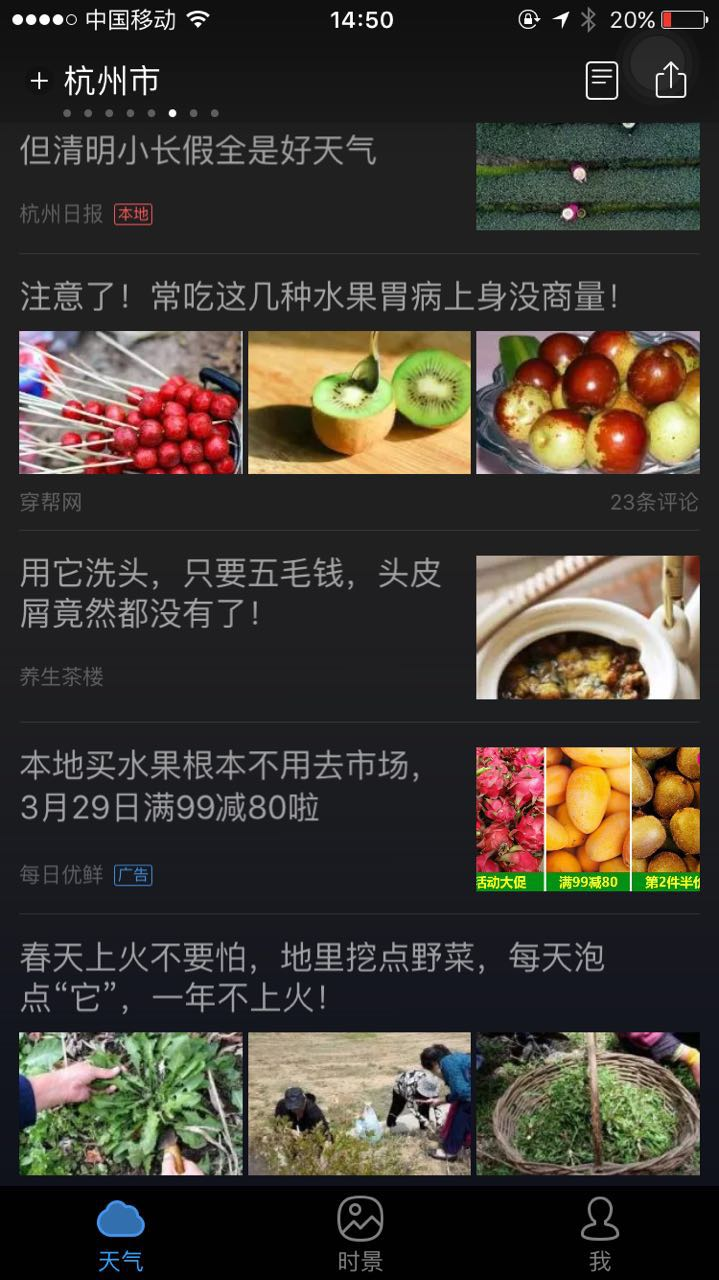 中国移动
14:50
20%
+ 杭州市
但清明小长假全是好天气
杭州日报 本地
注意了！常吃这几种水果胃病上身没商量！
穿帮网
23条评论
用它洗头，只要五毛钱，头皮
屑竟然都没有了！
养生茶楼
本地买水果根本不用去市场，
3月29日满99减80啦
每日优鲜 广告
活动大促
满99减80
第2件半价
春天上火不要怕，地里挖点野菜，每天泡
点“它”，一年不上火！
天气
时景
我